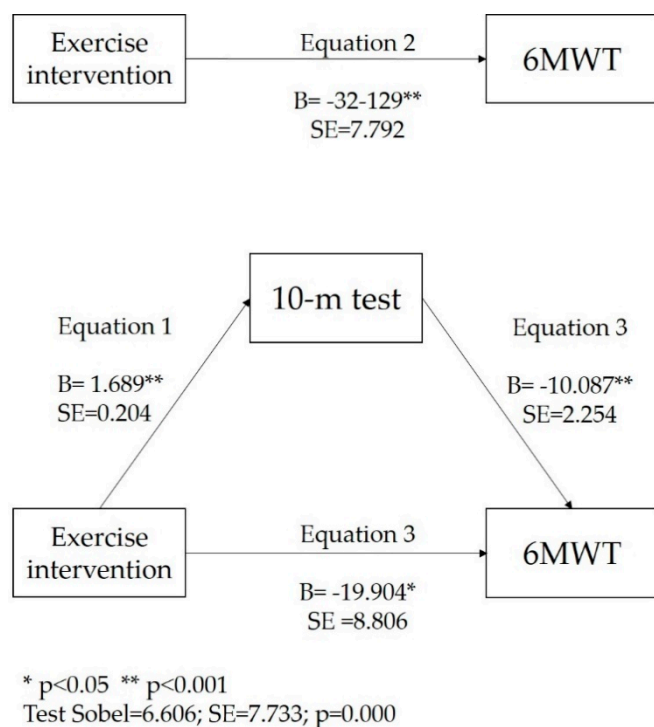 Exercise
intervention
Equation 2
6MWT
B= -32-129**
SE=7.792
10-m test
Equation 1
Equation 3
B= 1.689**
SE=0.204
B= -10.087**
SE=2.254
Exercise
intervention
Equation 3
6MWT
B= -19.904*
SE =8.806
* p<0.05 ** p<0.001
Test Sobel=6.606; SE=7.733; p=0.000